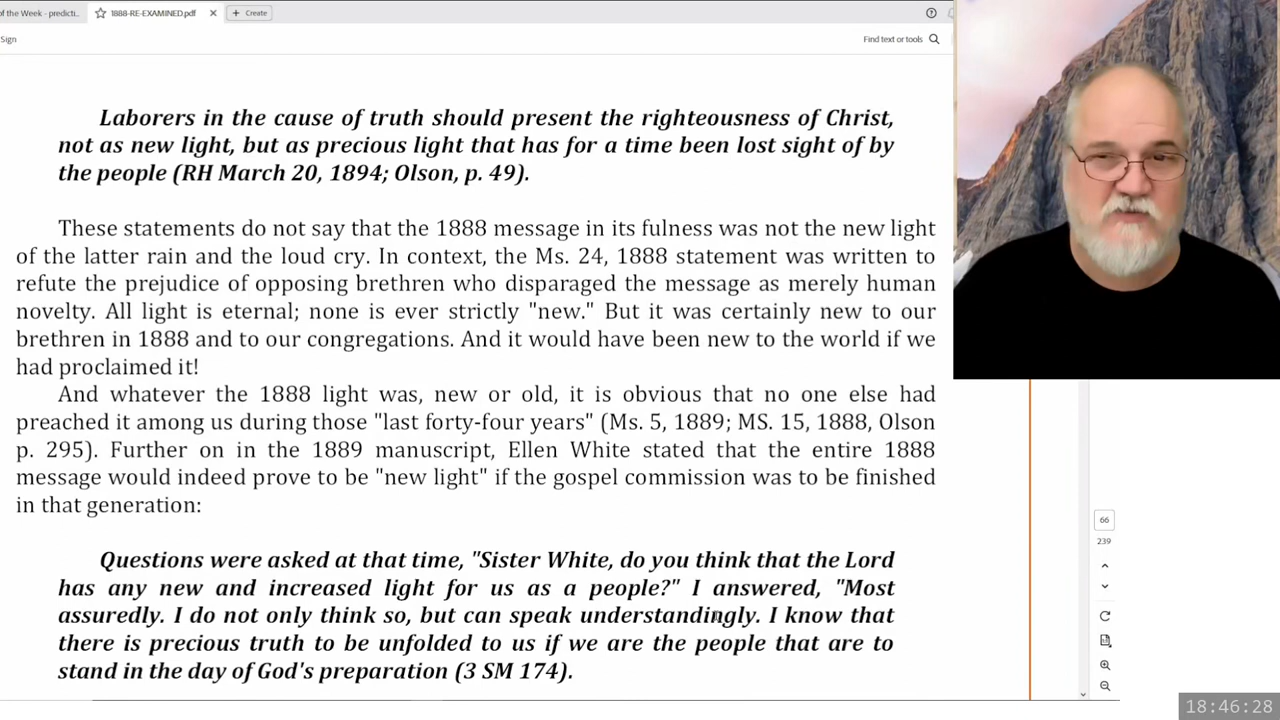 of the Week - predicti...
1888-RE-EXAMINED.pdf
Create
Sign
Find text or tools
Laborers in the cause of truth should present the righteousness of Christ,
not as new light, but as precious light that has for a time been lost sight of by
the people (RH March 20, 1894; Olson, p. 49).
These statements do not say that the 1888 message in its fulness was not the new light
of the latter rain and the loud cry. In context, the Ms. 24, 1888 statement was written to
refute the prejudice of opposing brethren who disparaged the message as merely human
novelty. All light is eternal; none is ever strictly "new." But it was certainly new to our
brethren in 1888 and to our congregations. And it would have been new to the world if we
had proclaimed it!
And whatever the 1888 light was, new or old, it is obvious that no one else had
preached it among us during those "last forty-four years" (Ms. 5, 1889; MS. 15, 1888, Olson
p. 295). Further on in the 1889 manuscript, Ellen White stated that the entire 1888
message would indeed prove to be "new light" if the gospel commission was to be finished
in that generation:
Questions were asked at that time, "Sister White, do you think that the Lord
has any new and increased light for us as a people?" I answered, "Most
assuredly. I do not only think so, but can speak understandingly. I know that
there is precious truth to be unfolded to us if we are the people that are to
stand in the day of God's preparation (3 SM 174).
66
239
18:46:28